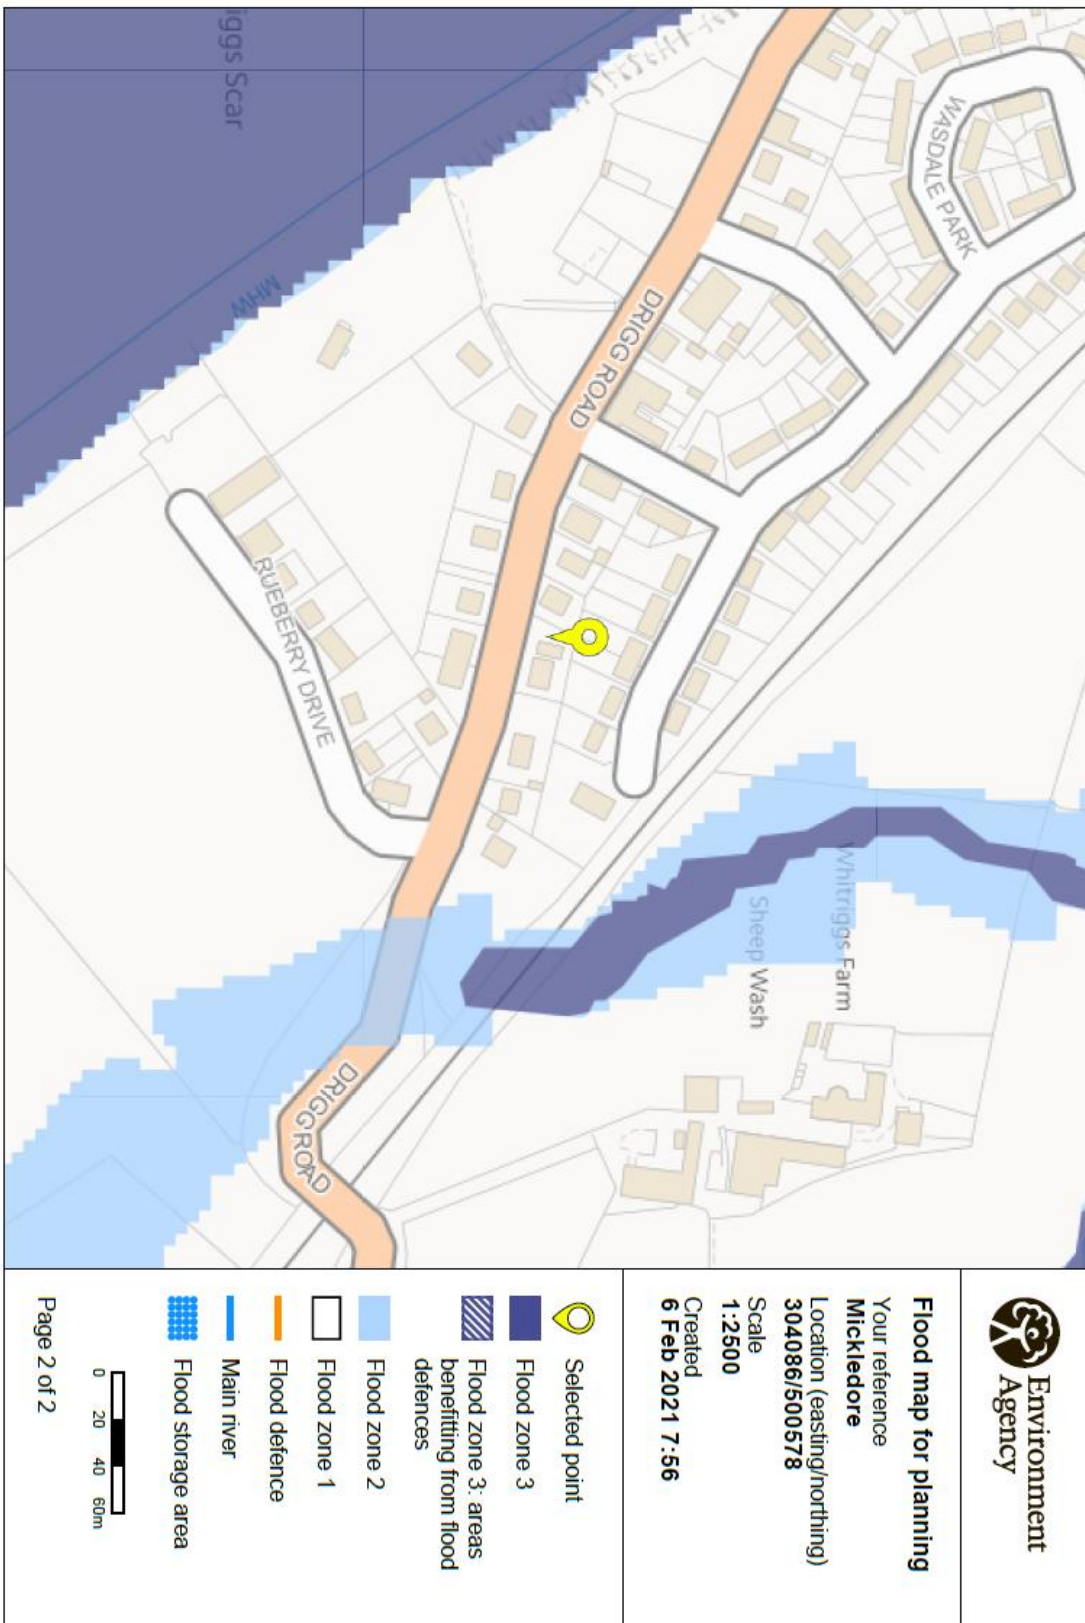 iggs Scar
MHW
WASDALE PARK
DRIGG ROAD
RUEBERRY DRIVE
Whitriggs Farm
Sheep Wash
DRIGG ROAD
Environment
Agency
Flood map for planning
Your reference
Mickledore
Location (easting/northing)
304086/500578
Scale
1:2500
Created
6 Feb 2021 7:56
Selected point
Flood zone 3
Flood zone 3: areas
benefitting from flood
defences
Flood zone 2
Flood zone 1
Flood defence
Main river
Flood storage area
0 20 40 60m
Page 2 of 2